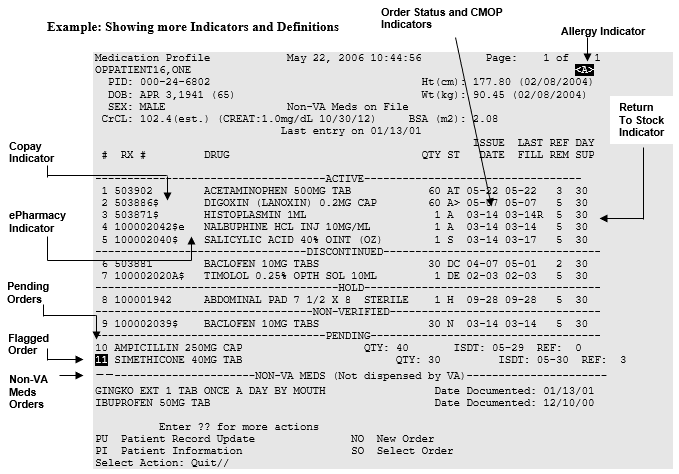 Example: Showing more Indicators and Definitions
Order Status and CMOP
Indicators
Allergy Indicator
Medication Profile May 22, 2006 10:44:56 Page: 1 of 1
OPPATIENT16,ONE <A>
PID: 000-24-6802 Ht(cm): 177.80 (02/08/2004)
DOB: APR 3,1941 (65) Wt(kg): 90.45 (02/08/2004)
SEX: MALE Non-VA Meds on File
CrCL: 102.4(est.) (CREAT:1.0mg/dL 10/30/12) BSA (m2): 2.08
Last entry on 01/13/01
Return
To Stock
Indicator
Copay
Indicator
ISSUE LAST REF DAY
# RX # DRUG QTY ST DATE FILL REM SUP
ACTIVE
1 503902 ACETAMINOPHEN 500MG TAB 60 AT 05-22 05-22 3 30
2 503886$ DIGOXIN (LANOXIN) 0.2MG CAP 60 A> 05-07 05-07 5 30
3 503871$ HISTOPLASMIN 1ML 1 A 03-14 03-14R 5 30
4 100002042$e NALBUPHINE HCL INJ 10MG/ML 1 A 03-14 03-14 5 30
5 100002040$ SALICYLIC ACID 40% OINT (OZ) 1 S 03-14 03-17 5 30
ePharmacy
Indicator
DISCONTINUED
6 503881 BACLOFEN 10MG TABS 30 DC 04-07 05-01 2 30
7 100002020A$ TIMOLOL 0.25% OPTH SOL 10ML 1 DE 02-03 02-03 5 30
HOLD
8 100001942 ABDOMINAL PAD 7 1/2 X 8 STERILE 1 H 09-28 09-28 5 30
NON-VERIFIED
9 100002039$ BACLOFEN 10MG TABS 30 N 03-14 03-14 5 30
Pending
Orders
PENDING
10 AMPICILLIN 250MG CAP QTY: 40 ISDT: 05-29 REF: 0
11 SIMETHICONE 40MG TAB QTY: 30 ISDT: 05-30 REF: 3
Flagged
Order
NON-VA MEDS (Not dispensed by VA)
Non-VA
Meds
Orders
GINGKO EXT 1 TAB ONCE A DAY BY MOUTH Date Documented: 01/13/01
IBUPROFEN 50MG TAB Date Documented: 12/10/00
Enter ?? for more actions
PU Patient Record Update NO New Order
PI Patient Information SO Select Order
Select Action: Quit//